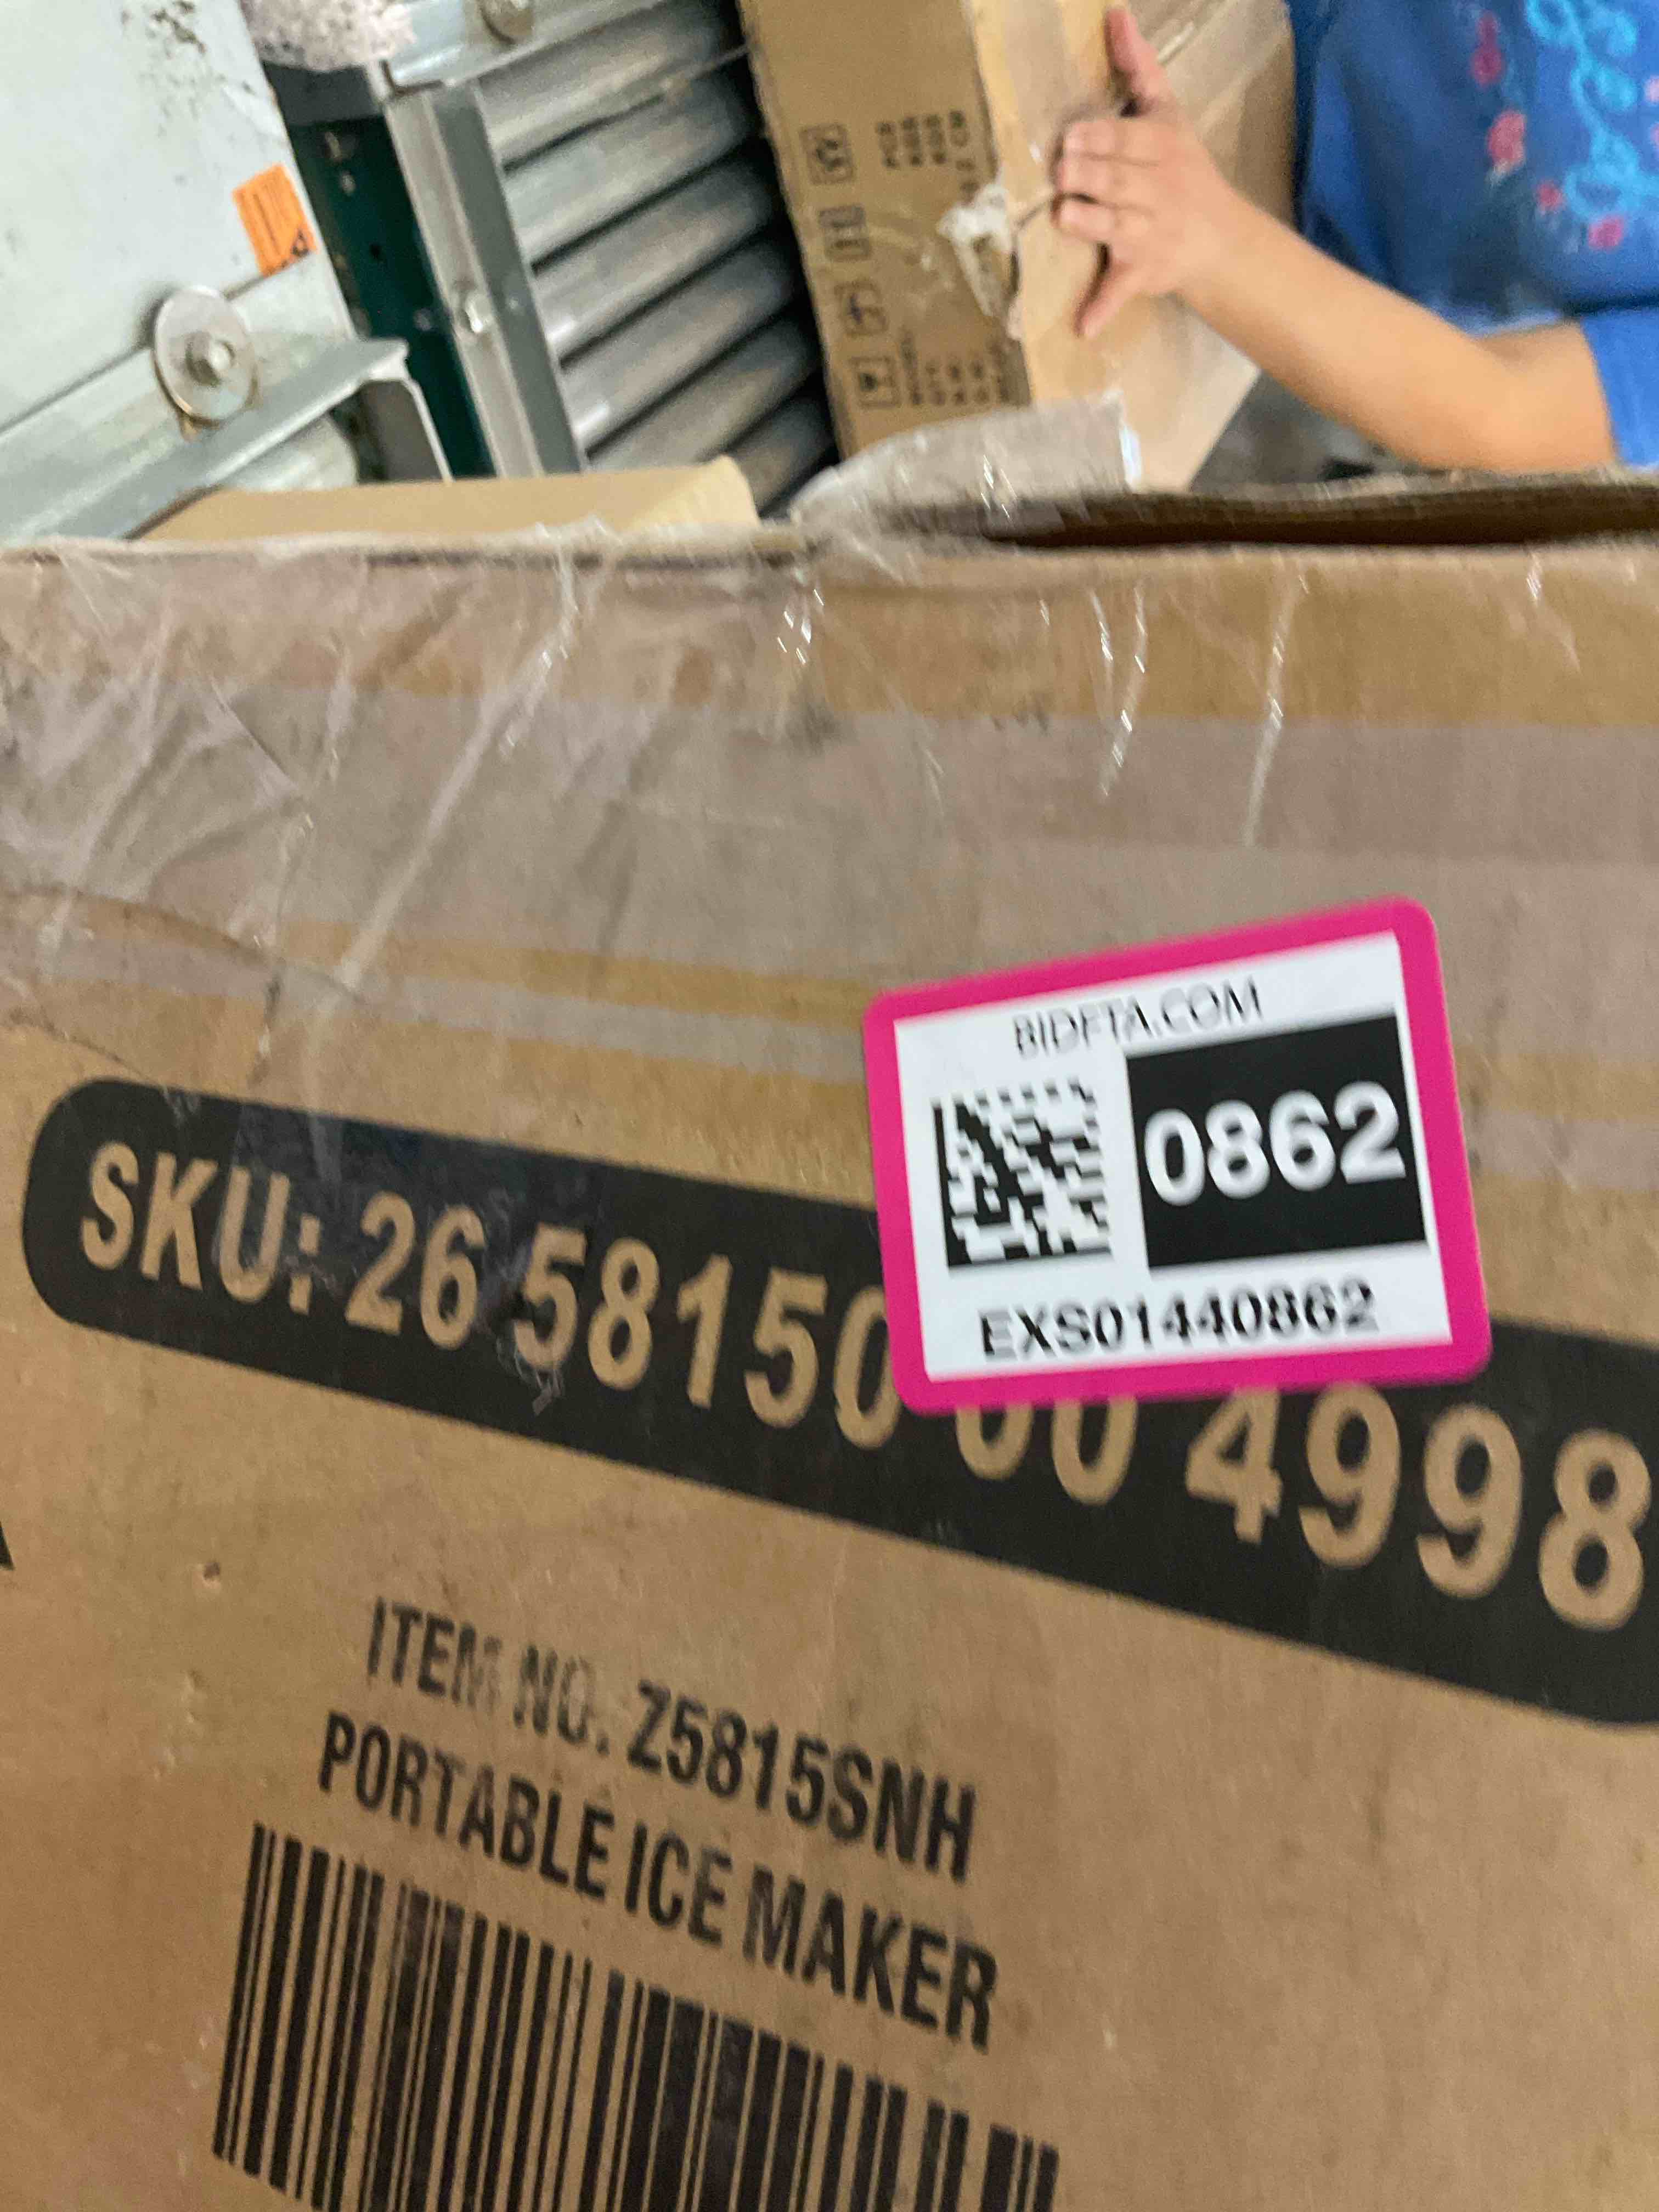 BIDFTA.COM
0862
EXS01440862
SKU: 26 58150 00 4998
ITEM NO. Z5815SNH
PORTABLE ICE MAKER